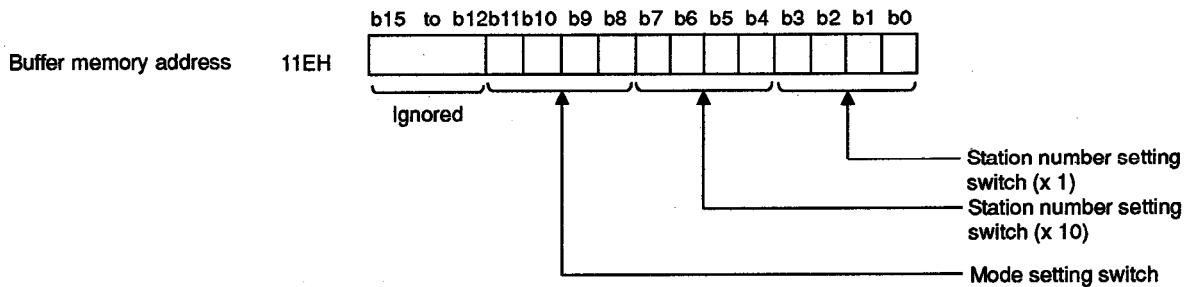 b15 to b12 b11 b10 b9 b8 b7 b6 b5 b4 b3 b2 b1 b0
Buffer memory address 11EH
Ignored
Station number setting
switch (x 1)
Station number setting
switch (x 10)
Mode setting switch